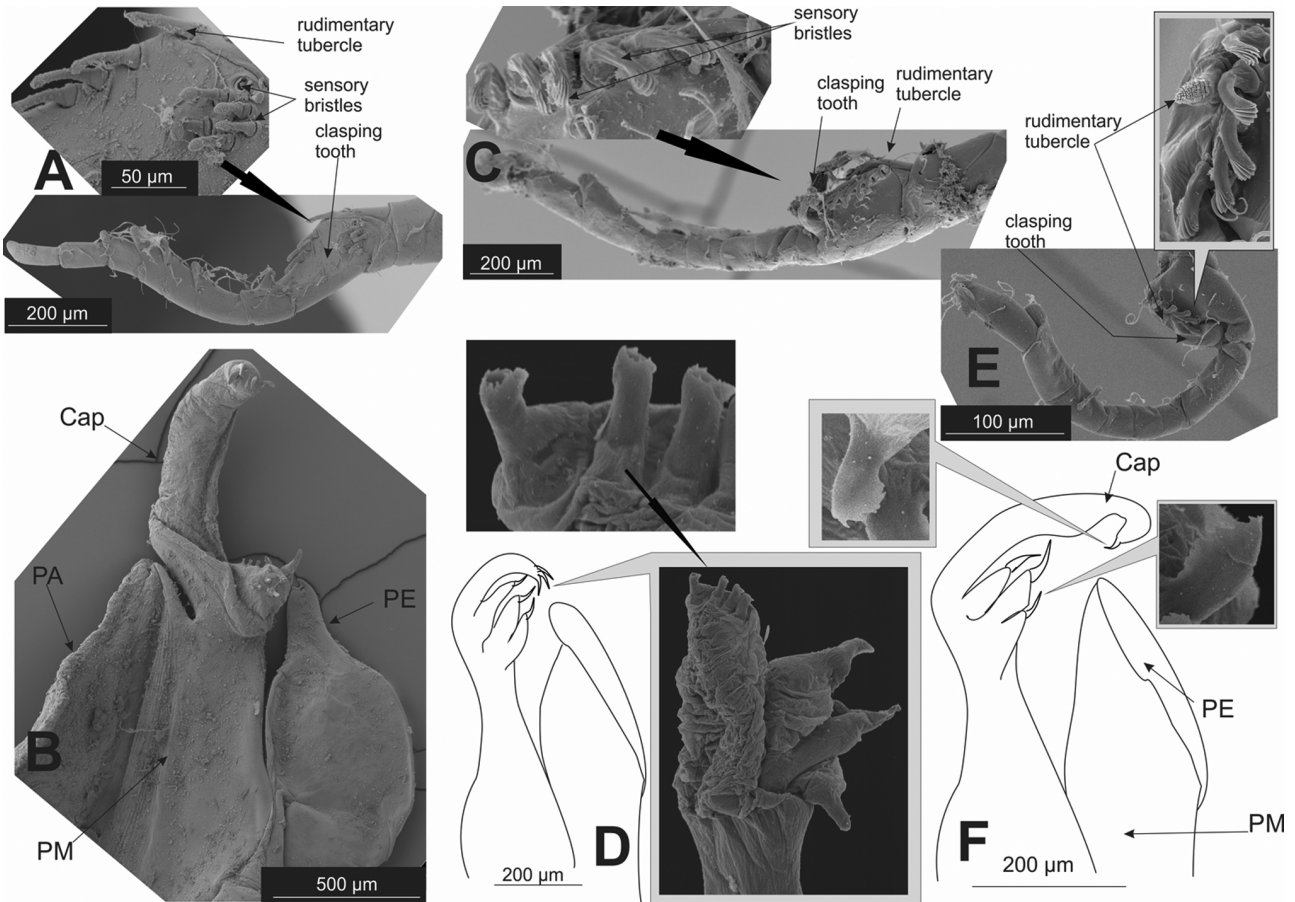 rudimentary
tubercle
sensory
bristles
clasping
tooth
A
50 µm
200 µm
sensory
bristles
clasping
tooth
rudimentary
tubercle
C
200 µm
rudimentary
tubercle
clasping
tooth
E
100 µm
Cap
PA
PE
B
PM
500 µm
D
200 µm
Cap
PE
PM
F
200 µm